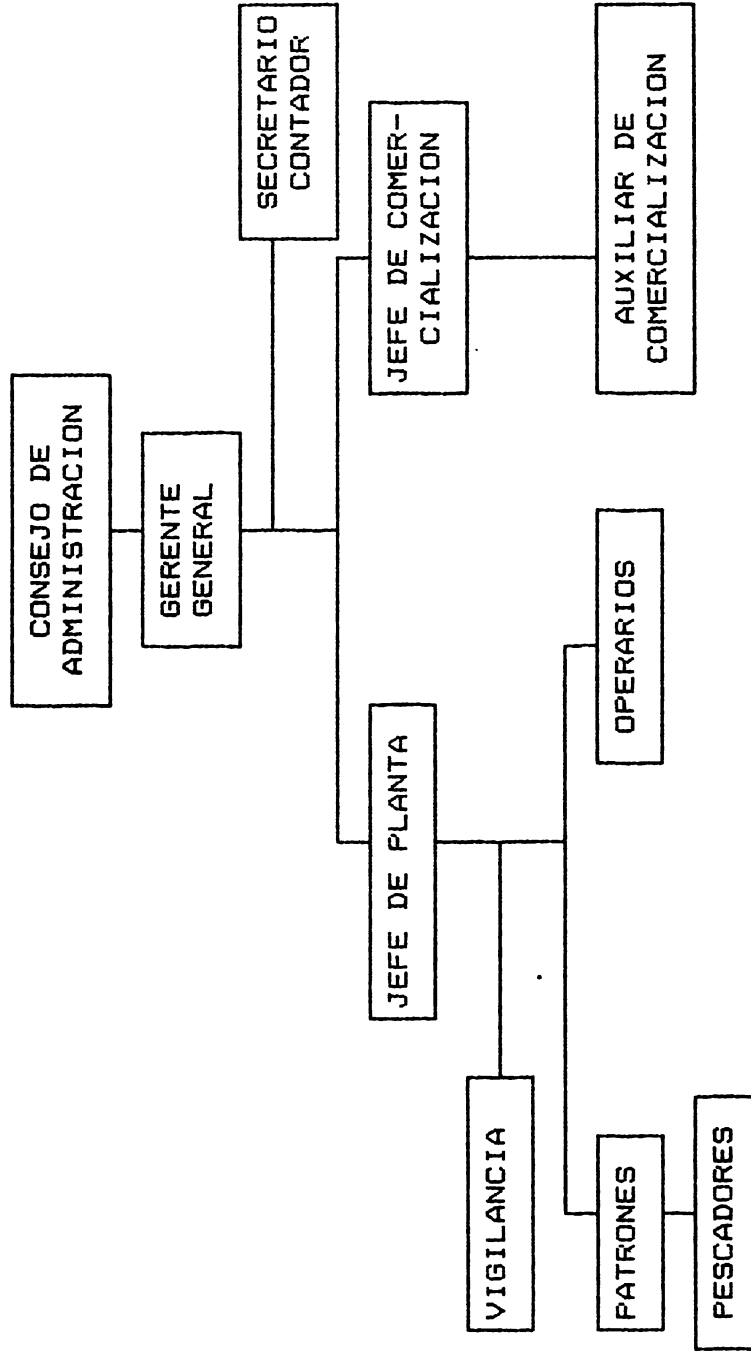 CONSEJO DE
ADMINISTRACION
GERENTE
GENERAL
SECRETARIO
CONTADOR
JEFE DE PLANTA
JEFE DE COMER-
CIALIZACION
VIGILANCIA
PATRONES
OPERARIOS
AUXILIAR DE
COMERCIALIZACION
PESCADORES